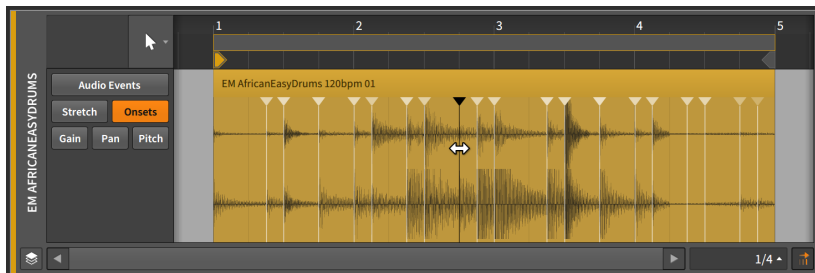 1 2 3 4 5
EM AFRICANEASYDRUMS
Audio Events
EM AfricanEasyDrums 120bpm 01
Stretch Onsets
Gain Pan Pitch
1/4